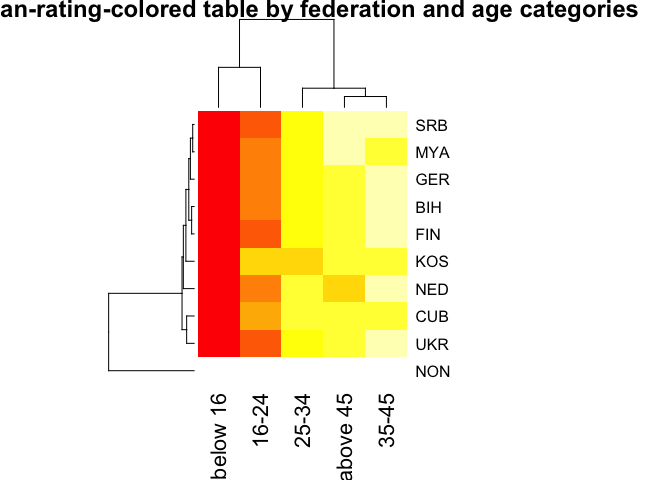 an-rating-colored table by federation and age categories
SRB
MYA
GER
BIH
FIN
KOS
NED
CUB
UKR
NON
below 16
16-24
25-34
above 45
35-45